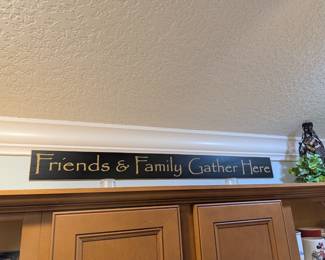 Friends & Family Gather Here